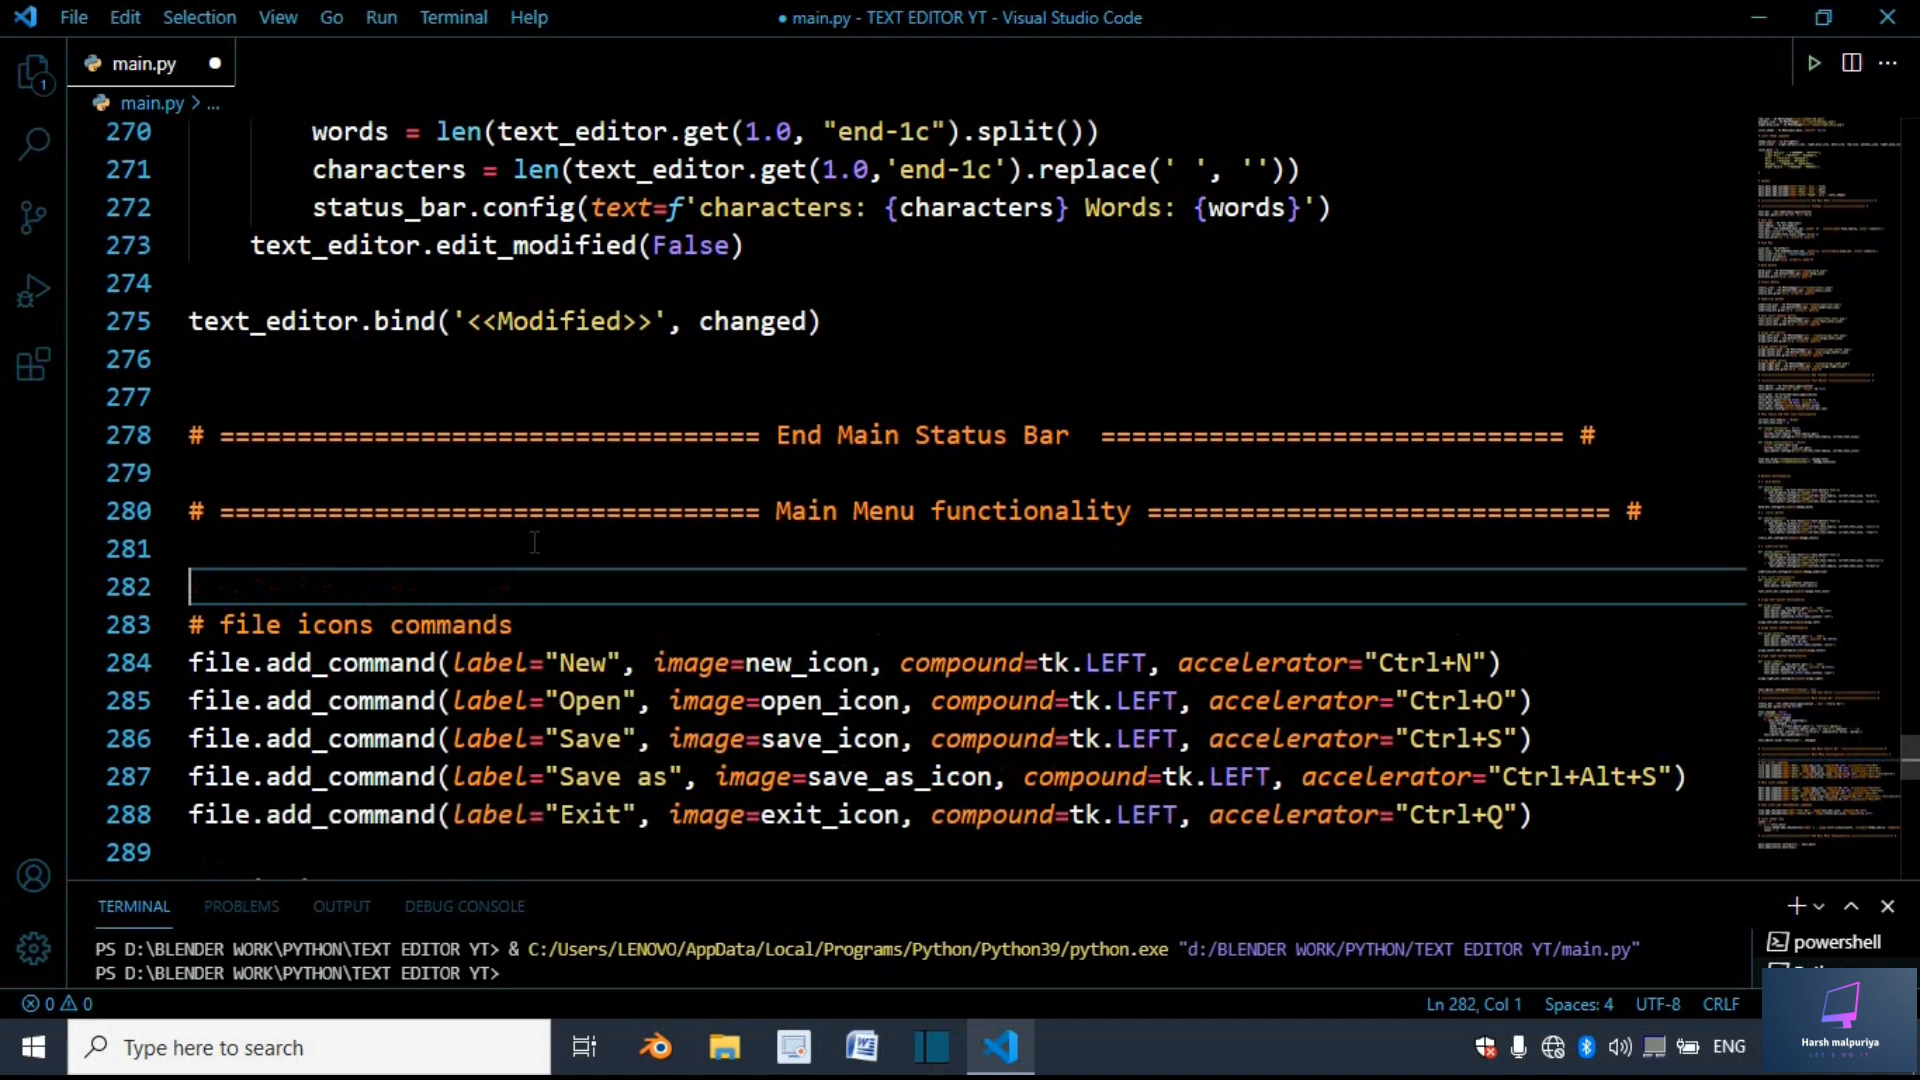 File Edit Selection View Go Run Terminal Help
● main.py - TEXT EDITOR YT - Visual Studio Code
main.py ●
main.py > ...
1
270 words = len(text_editor.get(1.0, "end-1c").split())
271 characters = len(text_editor.get(1.0,'end-1c').replace(' ', ''))
272 status_bar.config(text=f'characters: {characters} Words: {words}')
273 text_editor.edit_modified(False)
274
275 text_editor.bind('<<Modified>>', changed)
276
277
278 # =================================== End Main Status Bar ============================== #
279
280 # =================================== Main Menu functionality ============================== #
281
282
283 # file icons commands
284 file.add_command(label="New", image=new_icon, compound=tk.LEFT, accelerator="Ctrl+N")
285 file.add_command(label="Open", image=open_icon, compound=tk.LEFT, accelerator="Ctrl+O")
286 file.add_command(label="Save", image=save_icon, compound=tk.LEFT, accelerator="Ctrl+S")
287 file.add_command(label="Save as", image=save_as_icon, compound=tk.LEFT, accelerator="Ctrl+Alt+S")
288 file.add_command(label="Exit", image=exit_icon, compound=tk.LEFT, accelerator="Ctrl+Q")
289
TERMINAL PROBLEMS OUTPUT DEBUG CONSOLE
PS D:\BLENDER WORK\PYTHON\TEXT EDITOR YT> & C:/Users/LENOVO/AppData/Local/Programs/Python/Python39/python.exe "d:/BLENDER WORK/PYTHON/TEXT EDITOR YT/main.py"
PS D:\BLENDER WORK\PYTHON\TEXT EDITOR YT>
powershell
0 0
Ln 282, Col 1 Spaces: 4 UTF-8 CRLF
Type here to search
ENG
Harsh malpuriya
LET'S DO IT.